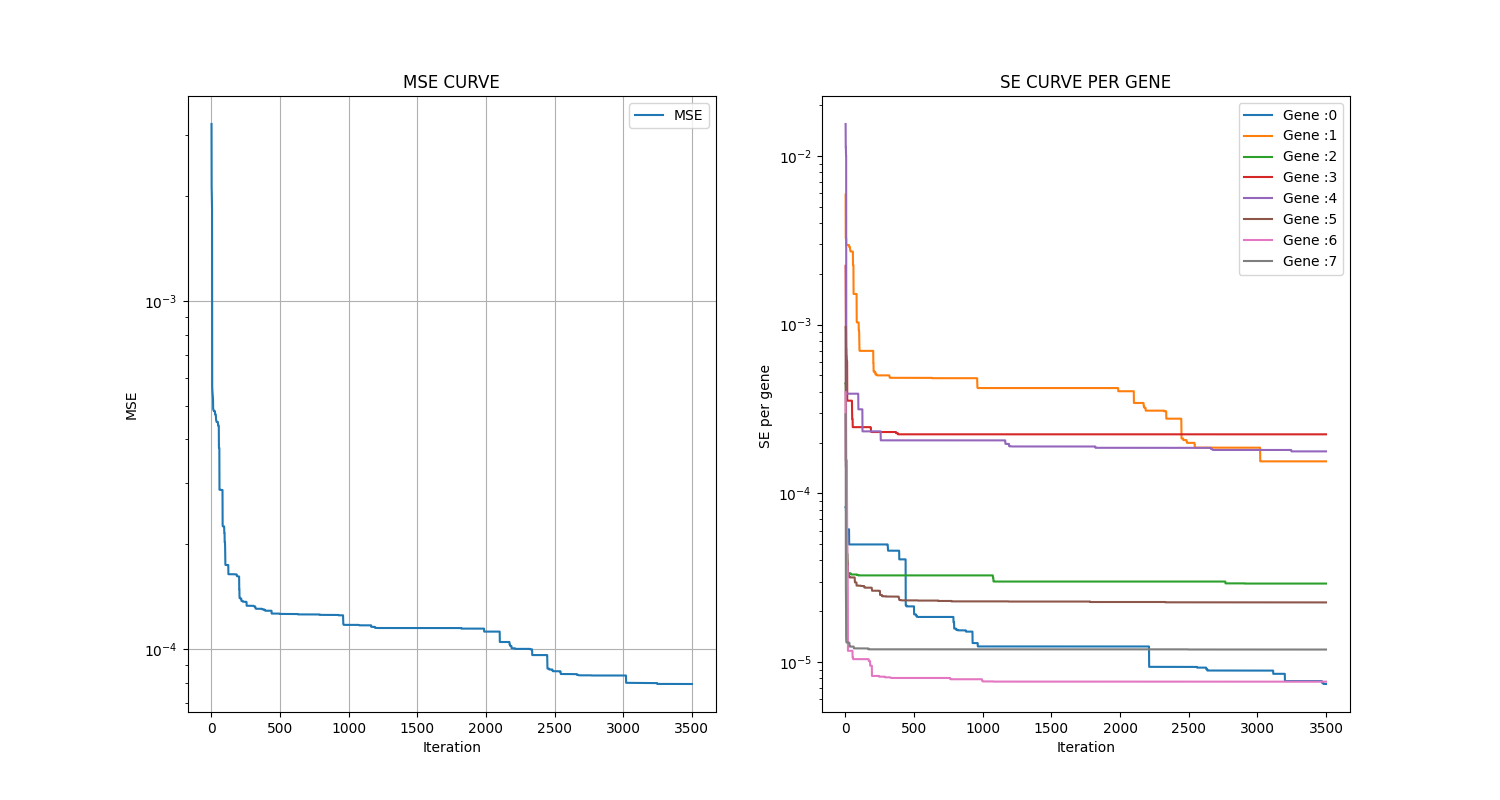 MSE CURVE
MSE
10⁻³
10⁻⁴
MSE
0 500 1000 1500 2000 2500 3000 3500
Iteration
SE CURVE PER GENE
Gene :0
Gene :1
Gene :2
Gene :3
Gene :4
Gene :5
Gene :6
Gene :7
10⁻²
10⁻³
10⁻⁴
10⁻⁵
SE per gene
0 500 1000 1500 2000 2500 3000 3500
Iteration